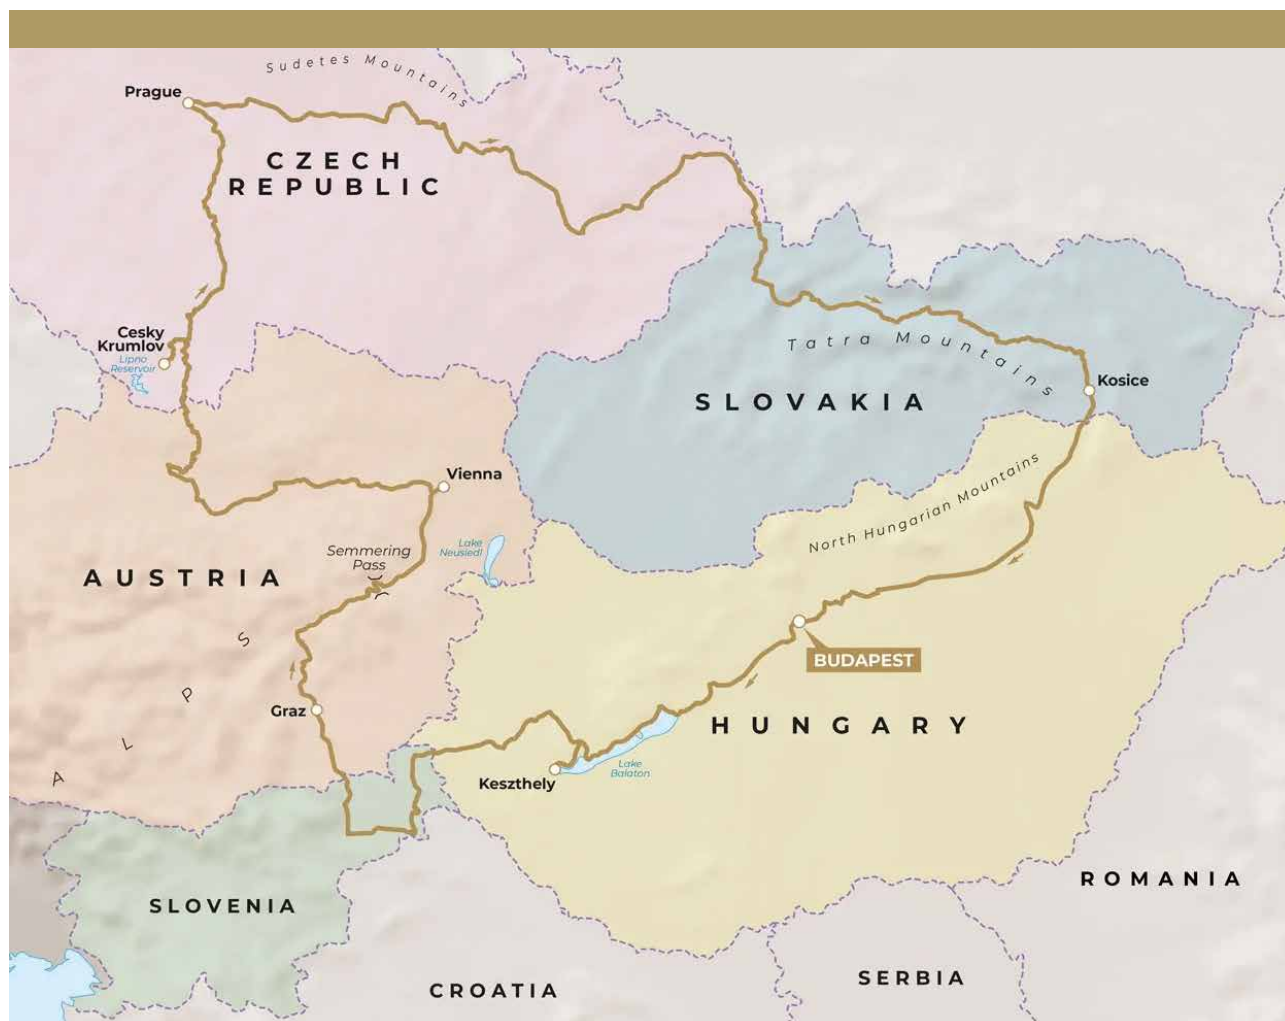 Sudetes Mountains
Prague
CZECH
REPUBLIC
Cesky
Krumlov
Lipno
Reservoir
Tatra Mountains
Kosice
SLOVAKIA
Vienna
North Hungarian Mountains
Lake
Neusiedl
Semmering
Pass
AUSTRIA
ALPS
BUDAPEST
Graz
HUNGARY
Lake
Balaton
Keszthely
ROMANIA
SLOVENIA
SERBIA
CROATIA